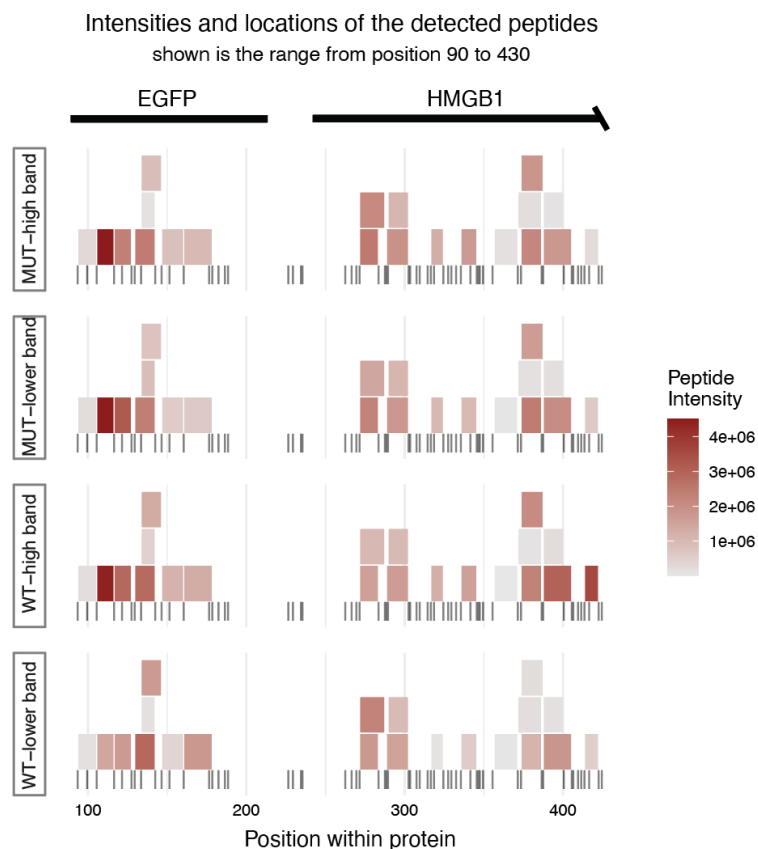 Intensities and locations of the detected peptides
shown is the range from position 90 to 430
EGFP
HMGB1
MUT−high band
MUT−lower band
WT−high band
WT−lower band
Peptide
Intensity
4e+06
3e+06
2e+06
1e+06
100
200
300
400
Position within protein